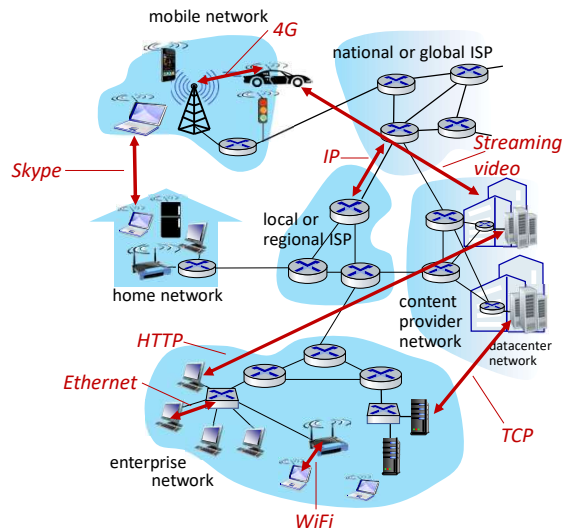 mobile network
4G
national or global ISP
Skype
IP
Streaming
video
local or
regional ISP
home network
content
provider
network
datacenter
network
HTTP
Ethernet
TCP
enterprise
network
WiFi